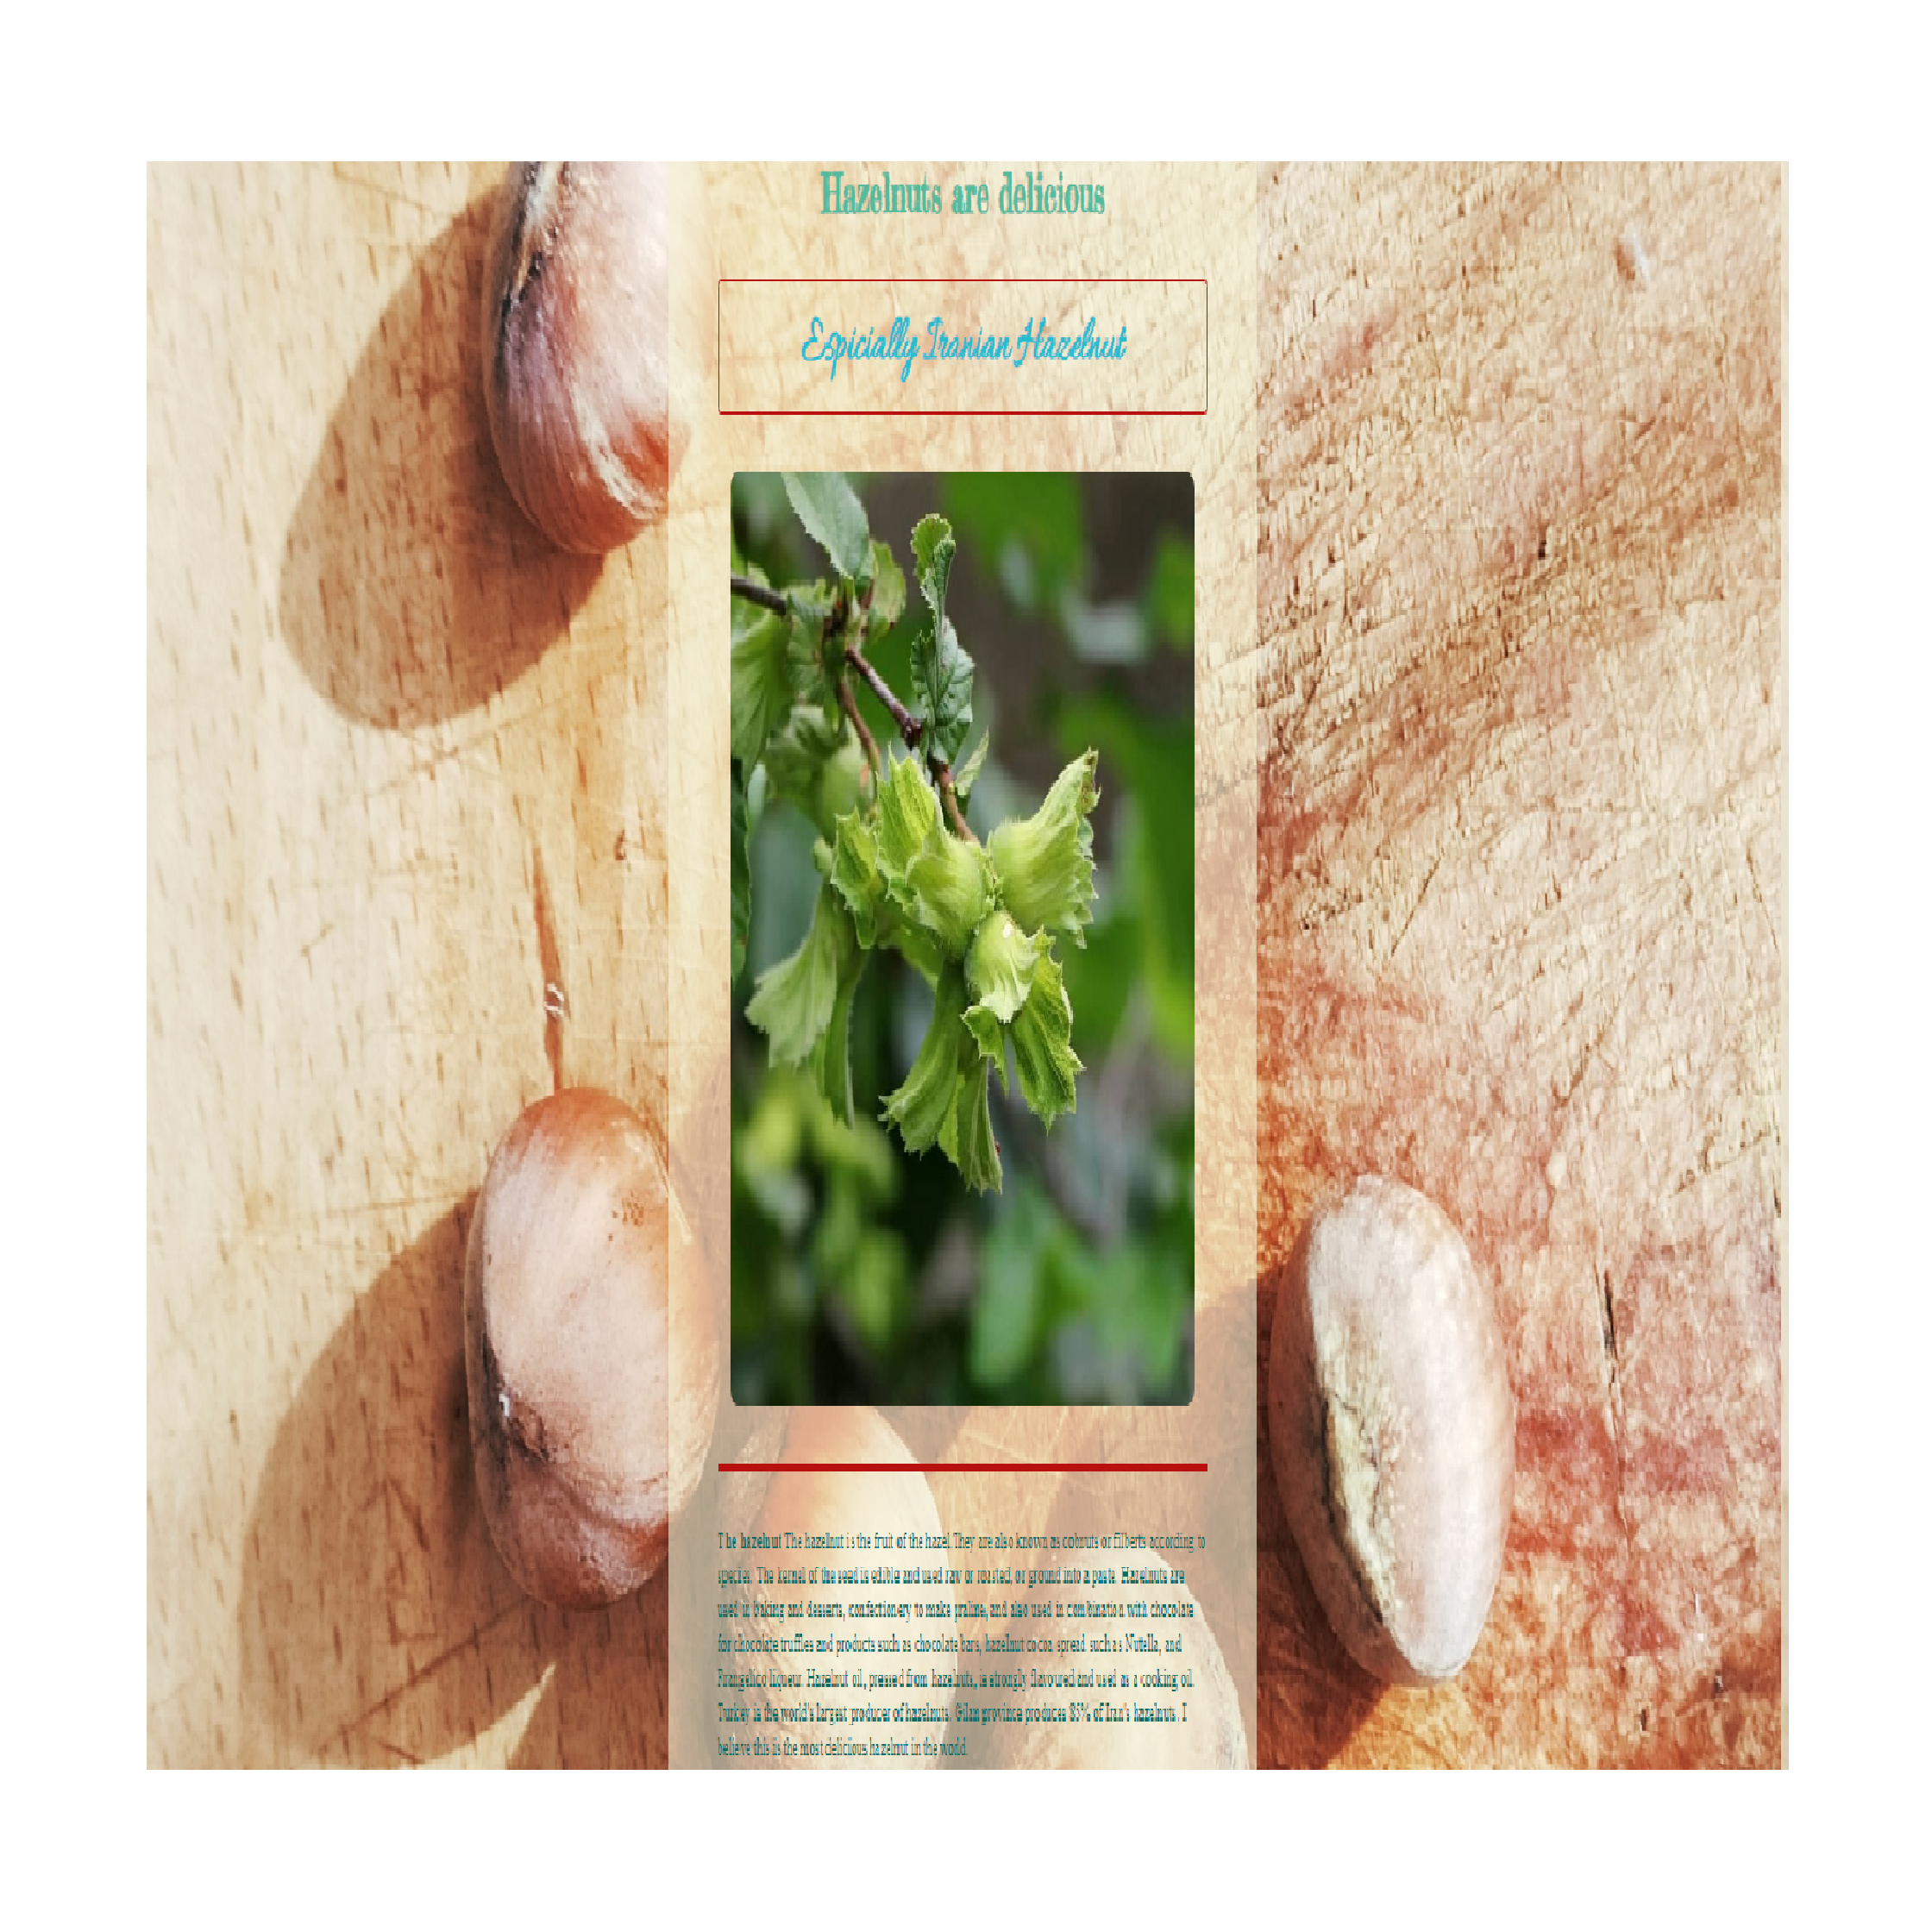 Hazelnuts are delicious
Espicially Iranian Hazelnut
The hazelnut The hazelnut is the fruit of the hazel. They are also known as cobnuts or filberts according to
species. The kernel of the seed is edible and used raw or roasted, or ground into a paste. Hazelnuts are
used in baking and desserts, confectionery to make praline, and also used in combination with chocolate
for chocolate truffles and products such as chocolate bars, hazelnut cocoa spread such as Nutella, and
Frangelico liqueur. Hazelnut oil, pressed from hazelnuts, is strongly flavoured and used as a cooking oil.
Turkey is the world's largest producer of hazelnuts. Gilan province produces 85% of Iran's hazelnuts. I
believe this is the most delicious hazelnut in the world.